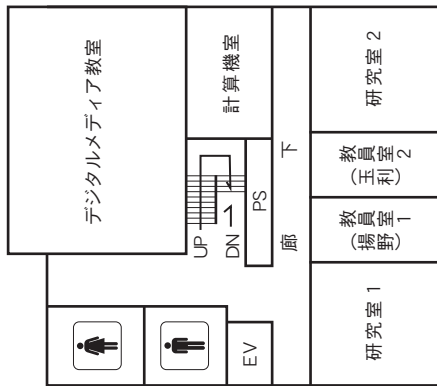 デジタルメディア教室
計算機室
研究室 2
教員室 2
(玉利)
教員室 1
(揚野)
研究室 1
廊下
UP
DN
PS
EV